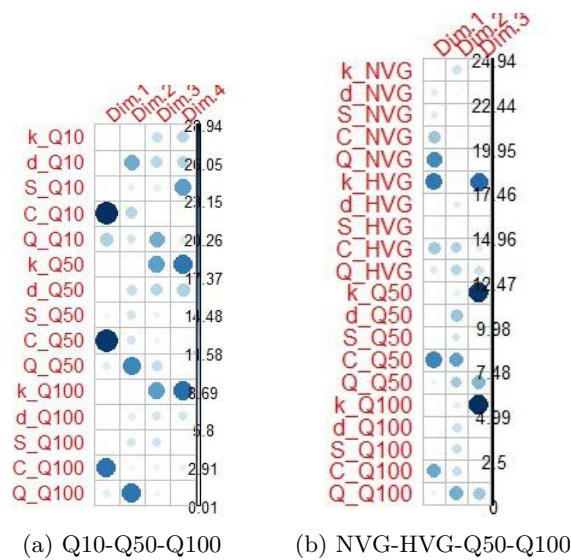 Dim.1
Dim.2
Dim.3
Dim.4
k_Q10
d_Q10
S_Q10
C_Q10
Q_Q10
k_Q50
d_Q50
S_Q50
C_Q50
Q_Q50
k_Q100
d_Q100
S_Q100
C_Q100
Q_Q100
26.05
23.15
20.26
17.37
14.48
11.58
8.69
5.8
2.91
0.01
(a) Q10-Q50-Q100
Dim.1
Dim.2
Dim.3
k_NVG
d_NVG
S_NVG
C_NVG
Q_NVG
k_HVG
d_HVG
S_HVG
C_HVG
Q_HVG
k_Q50
d_Q50
S_Q50
C_Q50
Q_Q50
k_Q100
d_Q100
S_Q100
C_Q100
Q_Q100
24.94
22.44
19.95
17.46
14.96
12.47
9.98
7.48
4.99
2.5
0
(b) NVG-HVG-Q50-Q100